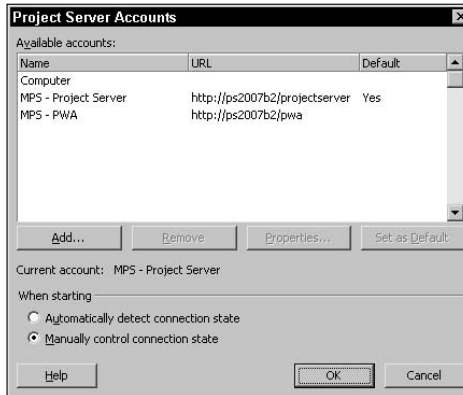 Project Server Accounts
Available accounts:
Name URL Default
Computer
MPS - Project Server http://ps2007b2/projectserver Yes
MPS - PWA http://ps2007b2/pwa
Add... Remove Properties... Set as Default
Current account: MPS - Project Server
When starting
Automatically detect connection state
Manually control connection state
Help OK Cancel